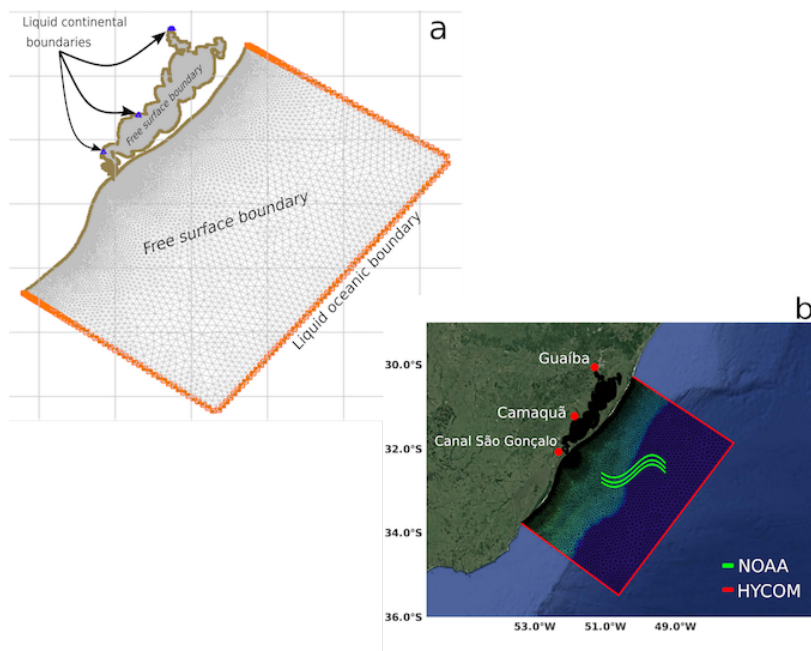 Liquid continental
boundaries
a
Free surface boundary
Free surface boundary
Liquid oceanic boundary
b
30.0°S
Guaíba
Camaquã
32.0°S
Canal São Gonçalo
34.0°S
NOAA
HYCOM
36.0°S
53.0°W 51.0°W 49.0°W